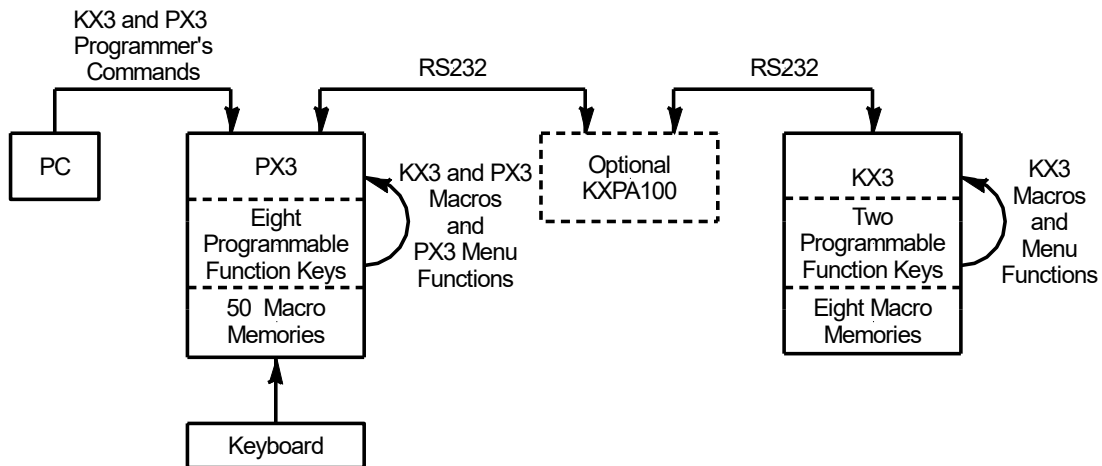 KX3 and PX3
Programmer's
Commands
RS232
RS232
PC
PX3
KX3 and PX3
Macros
and
PX3 Menu
Functions
Eight
Programmable
Function Keys
50 Macro
Memories
Optional
KXPA100
KX3
Two
Programmable
Function Keys
Eight Macro
Memories
KX3
Macros
and
Menu
Functions
Keyboard